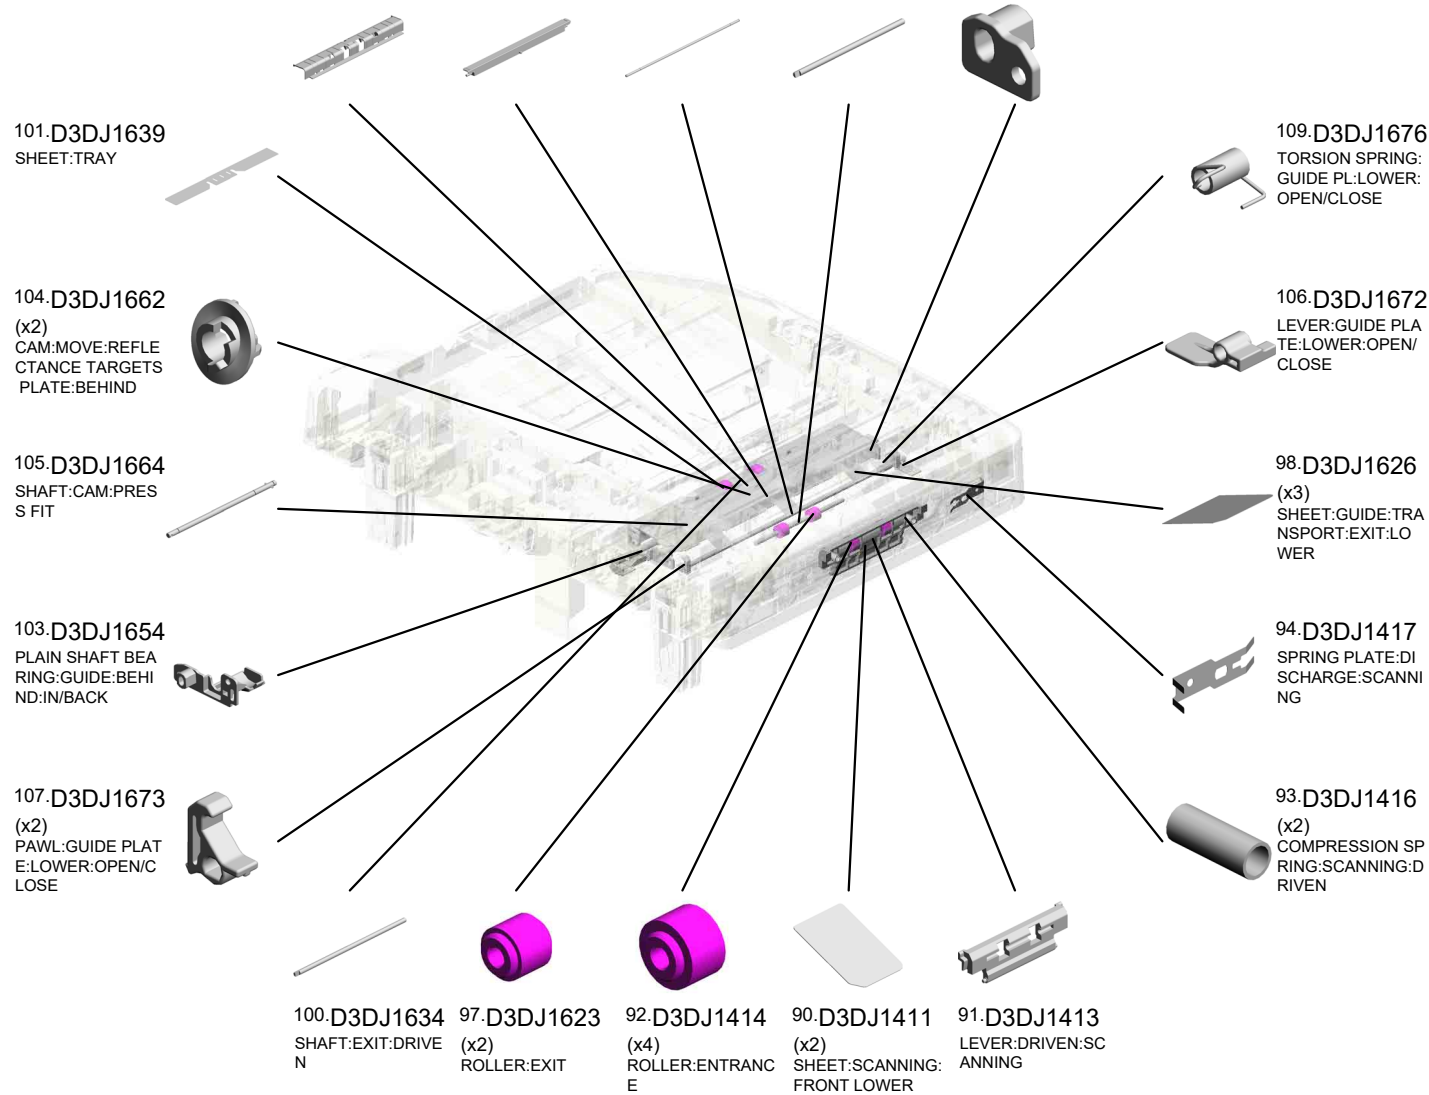 101.D3DJ1639
SHEET:TRAY
104.D3DJ1662
(x2)
CAM:MOVE:REFLE
CTANCE TARGETS
PLATE:BEHIND
105.D3DJ1664
SHAFT:CAM:PRES
S FIT
103.D3DJ1654
PLAIN SHAFT BEA
RING:GUIDE:BEHI
ND:IN/BACK
107.D3DJ1673
(x2)
PAWL:GUIDE PLAT
E:LOWER:OPEN/C
LOSE
100.D3DJ1634
SHAFT:EXIT:DRIVE
N
97.D3DJ1623
(x2)
ROLLER:EXIT
92.D3DJ1414
(x4)
ROLLER:ENTRANC
E
90.D3DJ1411
(x2)
SHEET:SCANNING:
FRONT LOWER
91.D3DJ1413
LEVER:DRIVEN:SC
ANNING
109.D3DJ1676
TORSION SPRING:
GUIDE PL:LOWER:
OPEN/CLOSE
106.D3DJ1672
LEVER:GUIDE PLA
TE:LOWER:OPEN/
CLOSE
98.D3DJ1626
(x3)
SHEET:GUIDE:TRA
NSPORT:EXIT:LO
WER
94.D3DJ1417
SPRING PLATE:DI
SCHARGE:SCANNI
NG
93.D3DJ1416
(x2)
COMPRESSION SP
RING:SCANNING:D
RIVEN